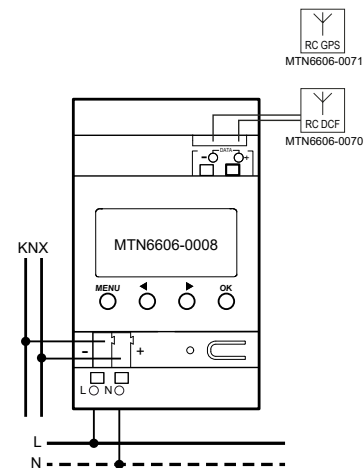 RC GPS
MTN6606-0071
RC DCF
MTN6606-0070
DATA
- +
MTN6606-0008
KNX
MENU OK
- +
L N
L
N